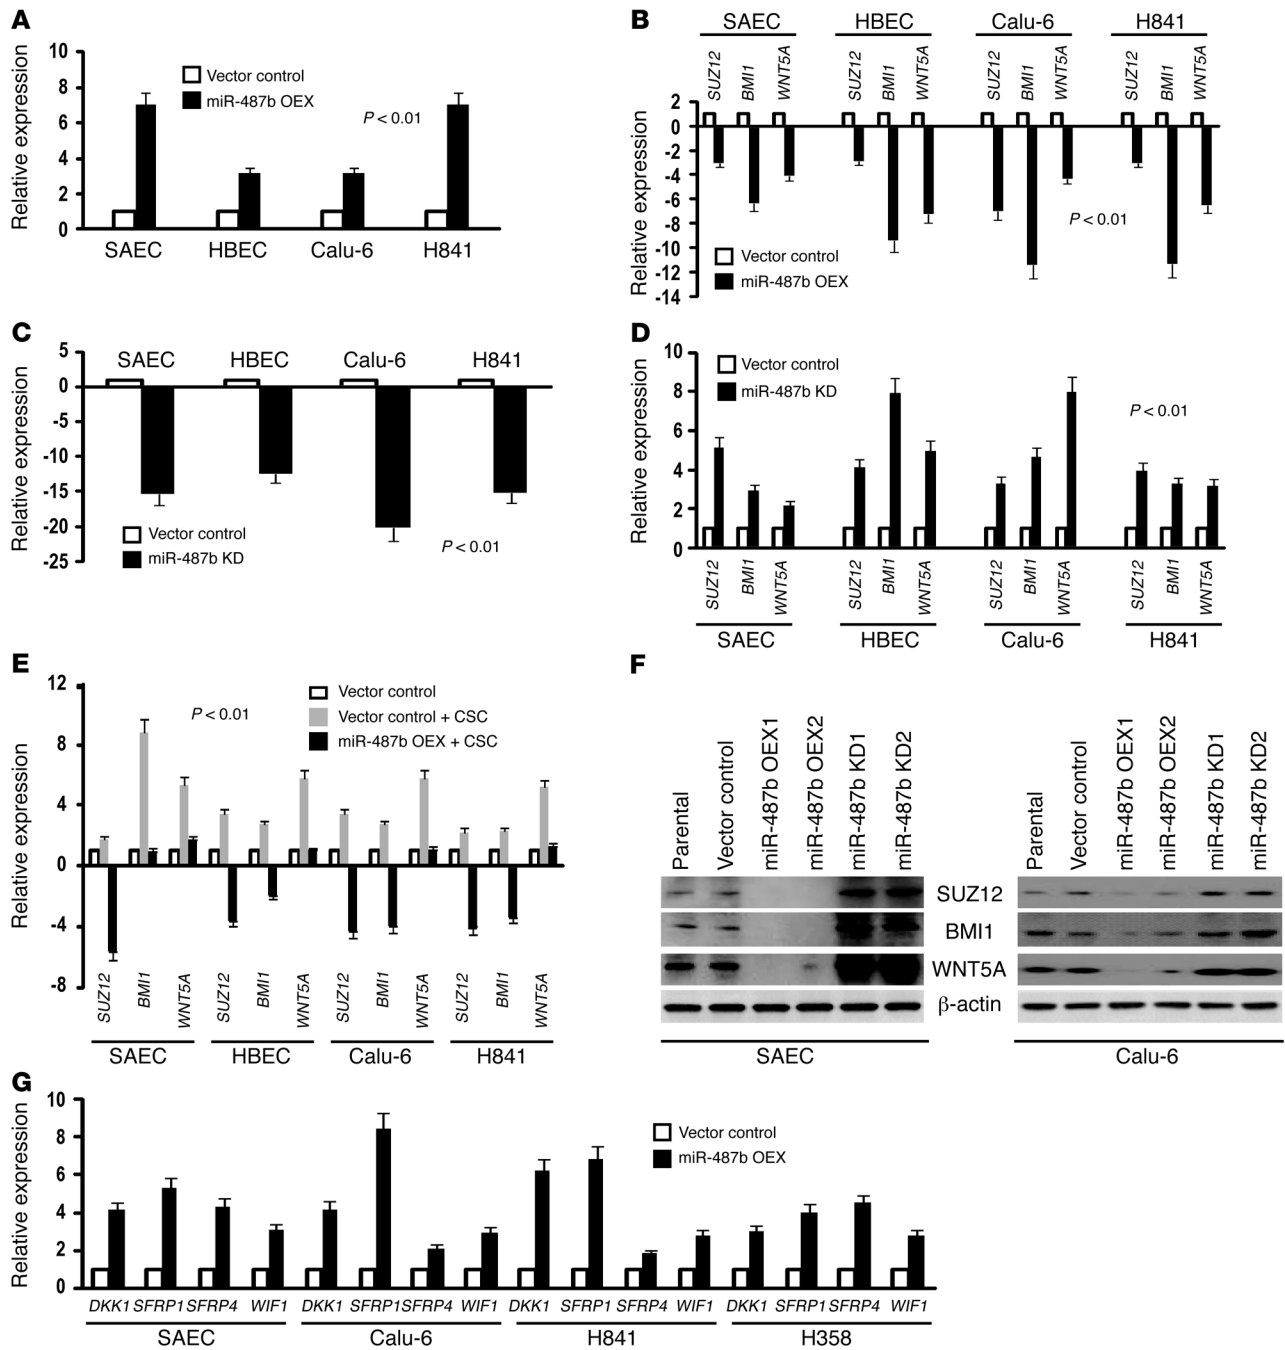 A
Relative expression
10
8
6
4
2
0
Vector control
miR-487b OEX
P < 0.01
SAEC HBEC Calu-6 H841
B
SAEC HBEC Calu-6 H841
SUZ12 BMI1 WNT5A SUZ12 BMI1 WNT5A SUZ12 BMI1 WNT5A SUZ12 BMI1 WNT5A
Relative expression
2
0
-2
-4
-6
-8
-10
-12
-14
P < 0.01
Vector control
miR-487b OEX
C
SAEC HBEC Calu-6 H841
Relative expression
5
0
-5
-10
-15
-20
-25
Vector control
miR-487b KD
P < 0.01
D
Relative expression
10
8
6
4
2
0
Vector control
miR-487b KD
P < 0.01
SUZ12 BMI1 WNT5A SUZ12 BMI1 WNT5A SUZ12 BMI1 WNT5A SUZ12 BMI1 WNT5A
SAEC HBEC Calu-6 H841
E
Relative expression
12
8
4
0
-4
-8
P < 0.01
Vector control
Vector control + CSC
miR-487b OEX + CSC
SUZ12 BMI1 WNT5A SUZ12 BMI1 WNT5A SUZ12 BMI1 WNT5A SUZ12 BMI1 WNT5A
SAEC HBEC Calu-6 H841
F
Parental Vector control miR-487b OEX1 miR-487b OEX2 miR-487b KD1 miR-487b KD2
Parental Vector control miR-487b OEX1 miR-487b OEX2 miR-487b KD1 miR-487b KD2
SUZ12
BMI1
WNT5A
β-actin
SAEC Calu-6
G
Relative expression
10
8
6
4
2
0
Vector control
miR-487b OEX
DKK1 SFRP1 SFRP4 WIF1 DKK1 SFRP1 SFRP4 WIF1 DKK1 SFRP1 SFRP4 WIF1 DKK1 SFRP1 SFRP4 WIF1
SAEC Calu-6 H841 H358